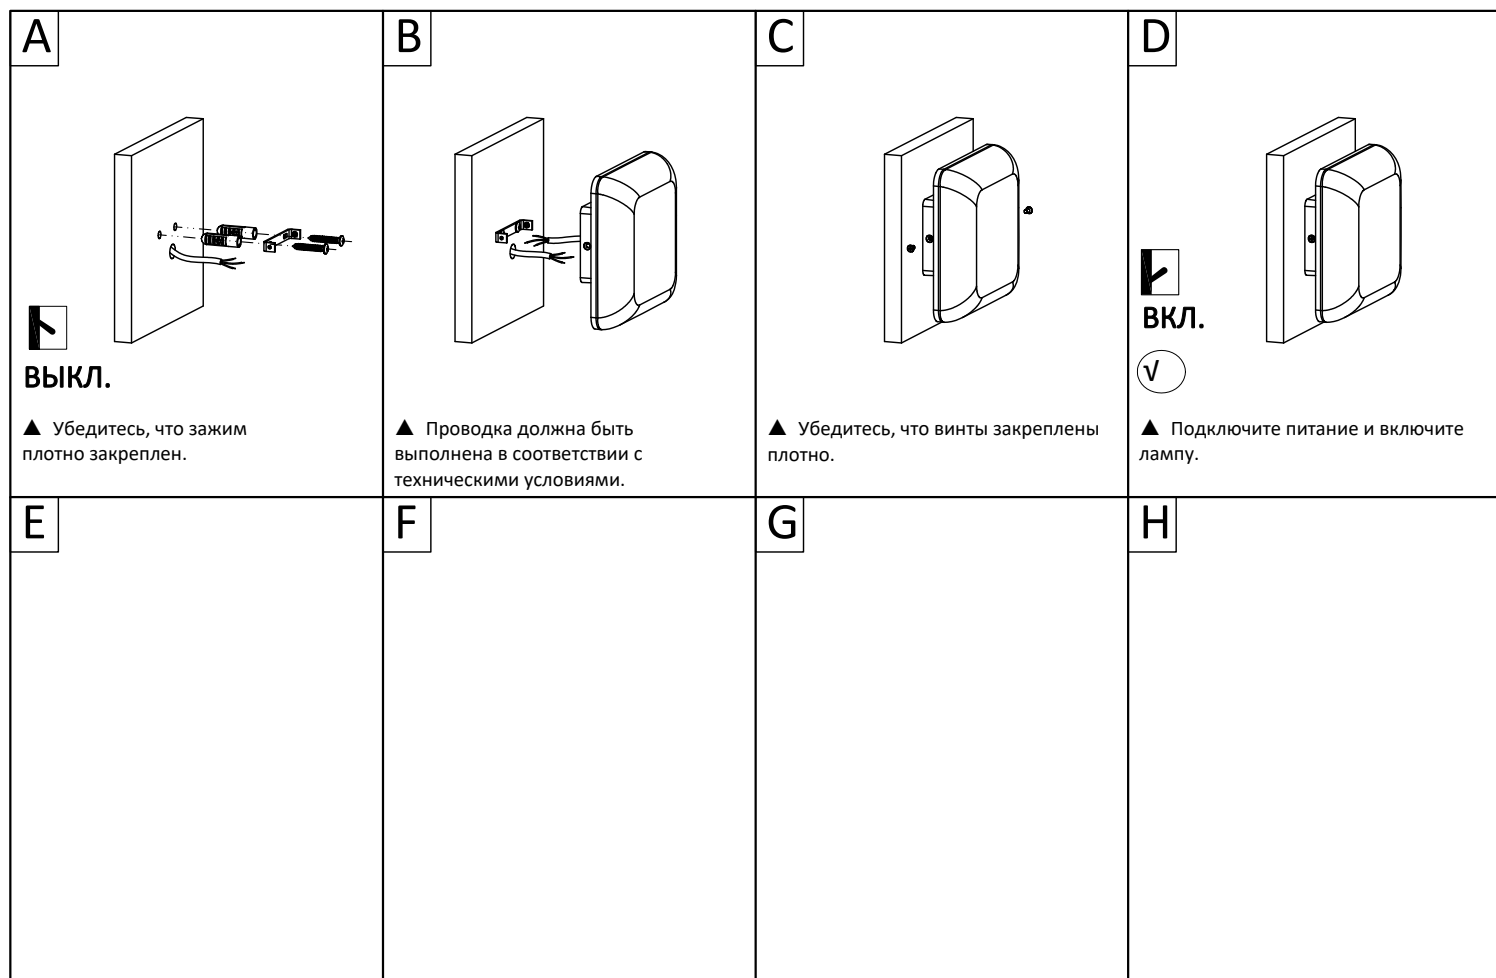 A
ВЫКЛ.
▲ Убедитесь, что зажим
плотно закреплен.
B
▲ Проводка должна быть
выполнена в соответствии с
техническими условиями.
C
▲ Убедитесь, что винты закреплены
плотно.
D
ВКЛ.
√
▲ Подключите питание и включите
лампу.
E
F
G
H